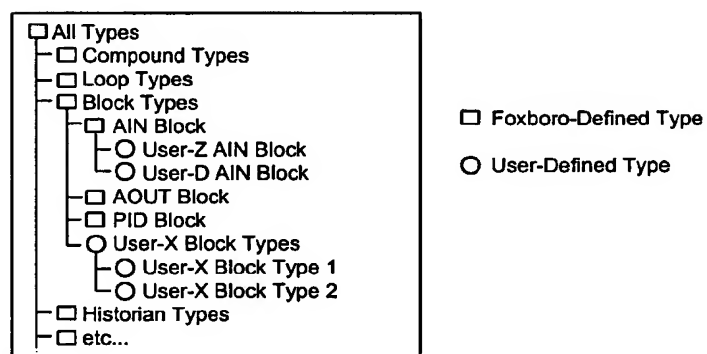 All Types
Compound Types
Loop Types
Block Types
AIN Block
User-Z AIN Block
User-D AIN Block
AOUT Block
PID Block
User-X Block Types
User-X Block Type 1
User-X Block Type 2
Historian Types
etc...
Foxboro-Defined Type
User-Defined Type